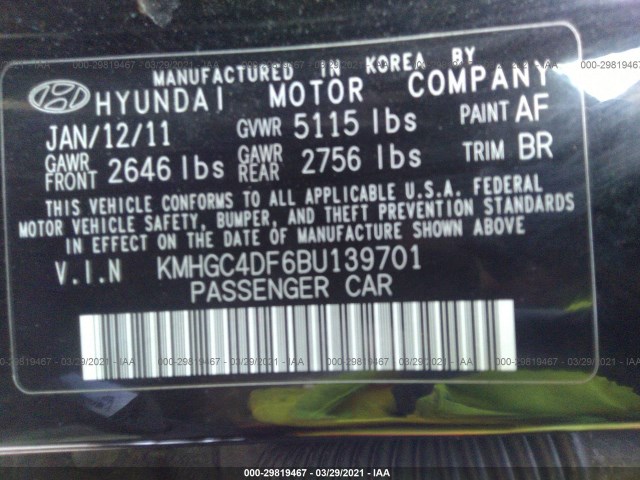 MANUFACTURED IN KOREA BY
HYUNDAI MOTOR COMPANY
JAN/12/11 GVWR 5115 lbs PAINT AF
GAWR FRONT 2646 lbs GAWR REAR 2756 lbs TRIM BR
THIS VEHICLE CONFORMS TO ALL APPLICABLE U.S.A. FEDERAL
MOTOR VEHICLE SAFETY, BUMPER, AND THEFT PREVENTION STANDARDS
IN EFFECT ON THE DATE OF MANUFACTURE SHOWN ABOVE
V.I.N KMHGC4DF6BU139701
PASSENGER CAR
000-29819467 - 03/29/2021 - IAA